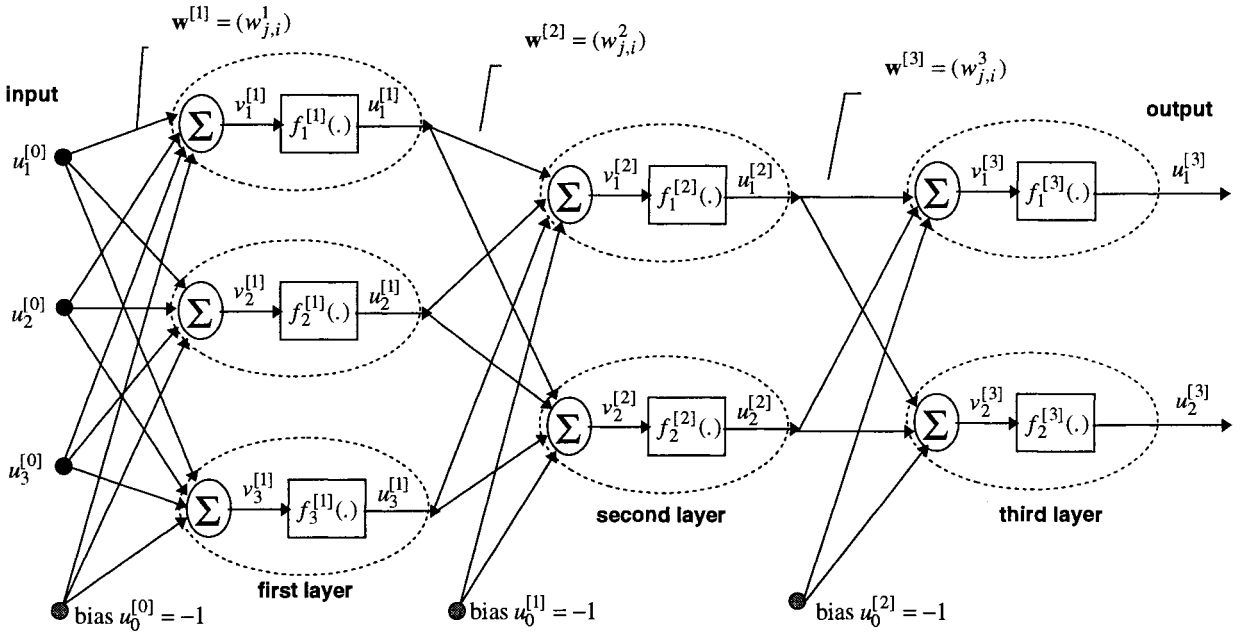 w^{[1]} = (w^1_{j,i})
w^{[2]} = (w^2_{j,i})
w^{[3]} = (w^3_{j,i})
input
output
u_1^{[0]}
u_2^{[0]}
u_3^{[0]}
bias u_0^{[0]} = −1
Σ v_1^{[1]} f_1^{[1]}(.) u_1^{[1]}
Σ v_2^{[1]} f_2^{[1]}(.) u_2^{[1]}
Σ v_3^{[1]} f_3^{[1]}(.) u_3^{[1]}
first layer
bias u_0^{[1]} = −1
Σ v_1^{[2]} f_1^{[2]}(.) u_1^{[2]}
Σ v_2^{[2]} f_2^{[2]}(.) u_2^{[2]}
second layer
bias u_0^{[2]} = −1
Σ v_1^{[3]} f_1^{[3]}(.) u_1^{[3]}
Σ v_2^{[3]} f_2^{[3]}(.) u_2^{[3]}
third layer